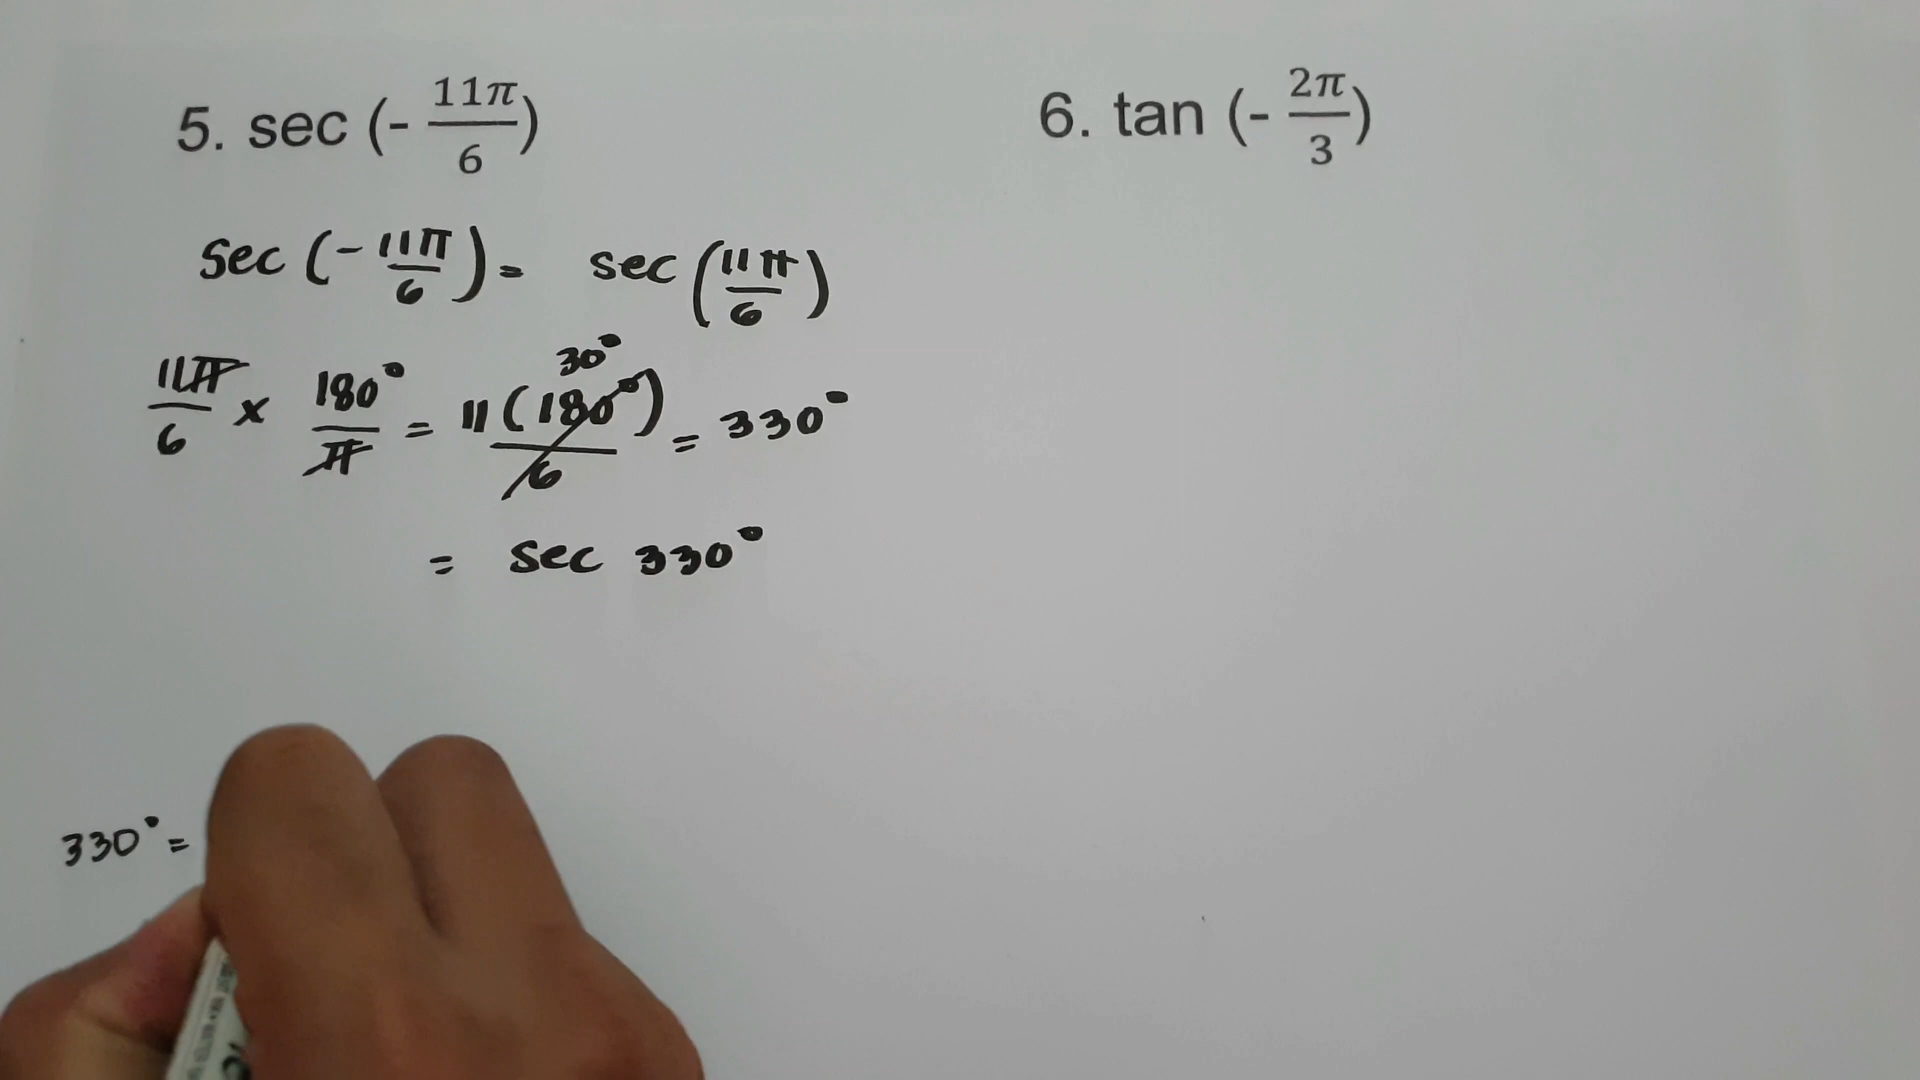 5. sec (- 11π/6)
6. tan (- 2π/3)
sec (- 11π/6) = sec (11π/6)
30°
11π/6 x 180°/π = 11(180°)/6 = 330°
= sec 330°
330° =